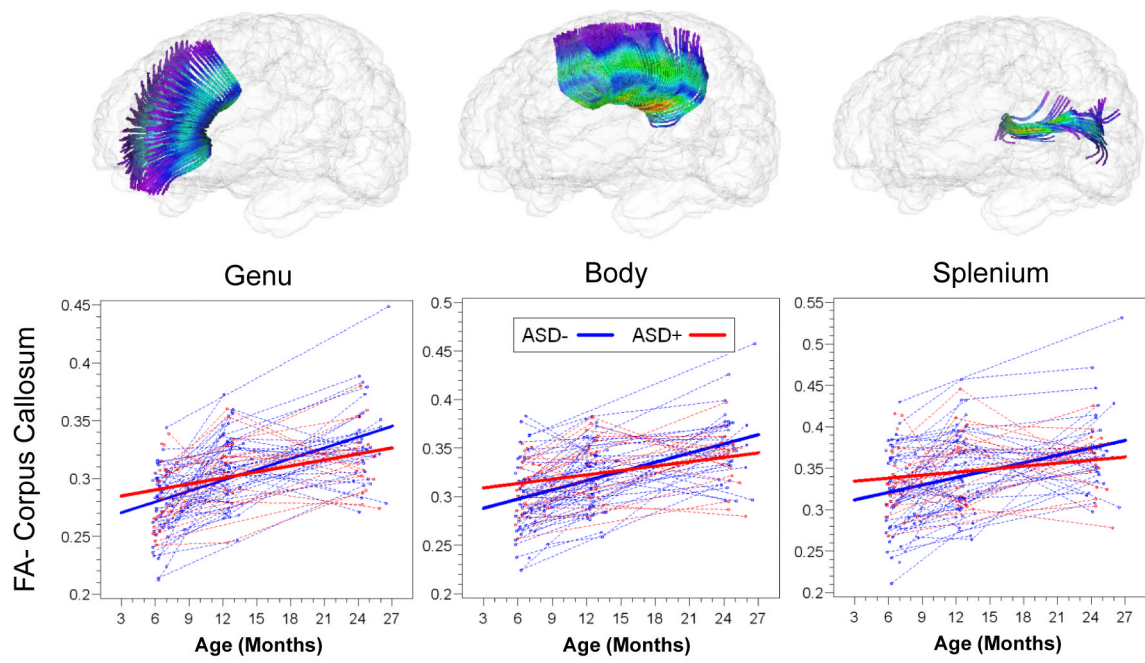 Genu Body Splenium
FA- Corpus Callosum
0.45
0.4
0.35
0.3
0.25
0.2
3 6 9 12 15 18 21 24 27
Age (Months)
0.5
0.45
0.4
0.35
0.3
0.25
0.2
ASD- ASD+
3 6 9 12 15 18 21 24 27
Age (Months)
0.55
0.5
0.45
0.4
0.35
0.3
0.25
0.2
3 6 9 12 15 18 21 24 27
Age (Months)